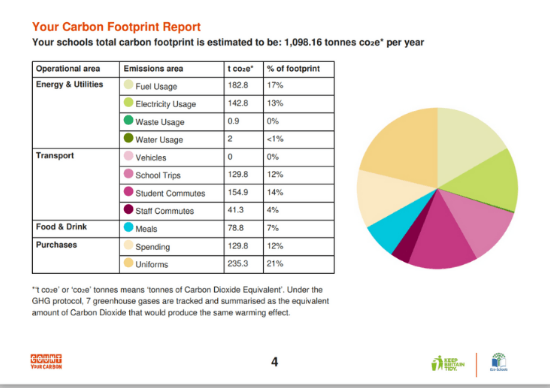 Your Carbon Footprint Report
Your schools total carbon footprint is estimated to be: 1,098.16 tonnes co₂e* per year
Operational area Emissions area t co₂e* % of footprint
Energy & Utilities Fuel Usage 182.8 17%
Electricity Usage 142.8 13%
Waste Usage 0.9 0%
Water Usage 2 <1%
Transport Vehicles 0 0%
School Trips 129.8 12%
Student Commutes 154.9 14%
Staff Commutes 41.3 4%
Food & Drink Meals 78.8 7%
Purchases Spending 129.8 12%
Uniforms 235.3 21%
*'t co₂e' or 'co₂e' tonnes means 'tonnes of Carbon Dioxide Equivalent'. Under the
GHG protocol, 7 greenhouse gases are tracked and summarised as the equivalent
amount of Carbon Dioxide that would produce the same warming effect.
COUNT
YOUR CARBON
4
KEEP
BRITAIN
TIDY.
Eco-Schools